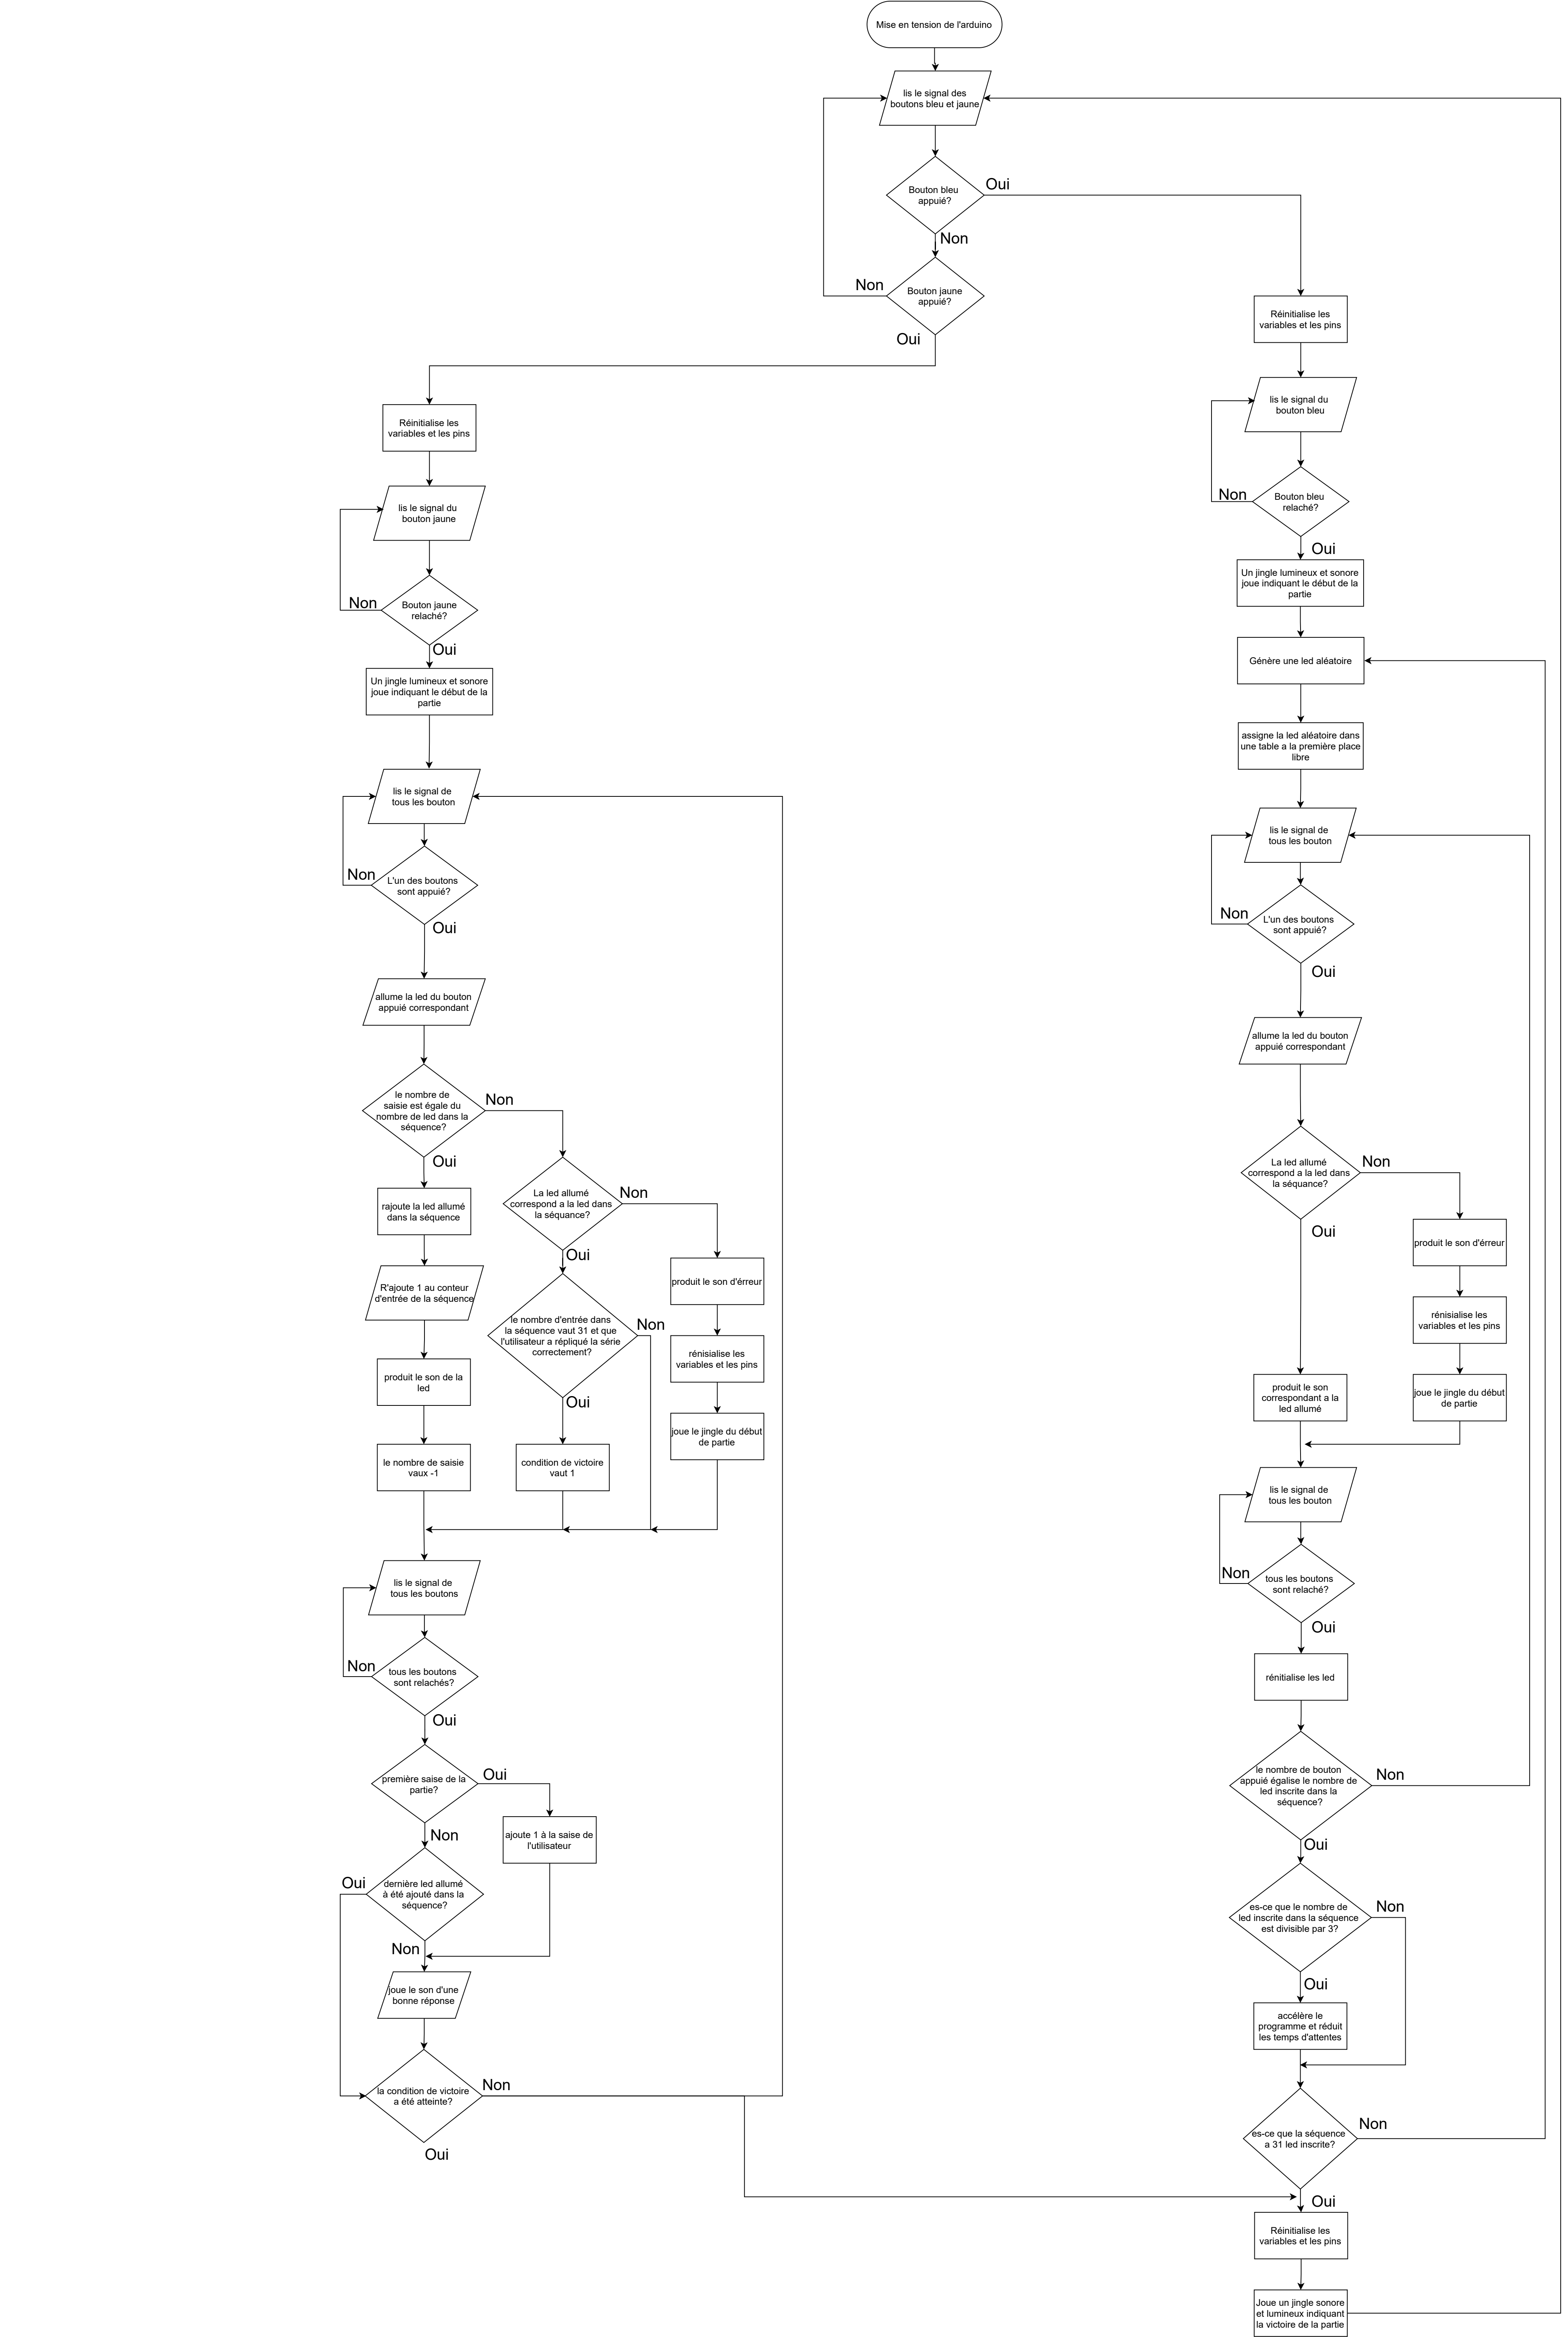 Mise en tension de l'arduino
lis le signal des
boutons bleu et jaune
Bouton bleu
appuié?
Oui
Non
Bouton jaune
appuié?
Non
Oui
Réinitialise les
variables et les pins
lis le signal du
bouton jaune
Bouton jaune
relaché?
Non
Oui
Un jingle lumineux et sonore
joue indiquant le début de la
partie
lis le signal de
tous les bouton
L'un des boutons
sont appuié?
Non
Oui
allume la led du bouton
appuié correspondant
le nombre de
saisie est égale du
nombre de led dans la
séquence?
Non
Oui
rajoute la led allumé
dans la séquence
R'ajoute 1 au conteur
d'entrée de la séquence
produit le son de la
led
le nombre de saisie
vaux -1
La led allumé
correspond a la led dans
la séquance?
Non
Oui
le nombre d'entrée dans
la séquence vaut 31 et que
l'utilisateur a répliqué la série
correctement?
Non
Oui
condition de victoire
vaut 1
produit le son d'érreur
rénisialise les
variables et les pins
joue le jingle du début
de partie
lis le signal de
tous les boutons
tous les boutons
sont relachés?
Non
Oui
première saise de la
partie?
Oui
Non
ajoute 1 à la saise de
l'utilisateur
dernière led allumé
à été ajouté dans la
séquence?
Oui
Non
joue le son d'une
bonne réponse
la condition de victoire
a été atteinte?
Non
Oui
Réinitialise les
variables et les pins
lis le signal du
bouton bleu
Bouton bleu
relaché?
Non
Oui
Un jingle lumineux et sonore
joue indiquant le début de la
partie
Génère une led aléatoire
assigne la led aléatoire dans
une table a la première place
libre
lis le signal de
tous les bouton
L'un des boutons
sont appuié?
Non
Oui
allume la led du bouton
appuié correspondant
La led allumé
correspond a la led dans
la séquance?
Non
Oui
produit le son d'érreur
rénisialise les
variables et les pins
joue le jingle du début
de partie
produit le son
correspondant a la
led allumé
lis le signal de
tous les bouton
tous les boutons
sont relaché?
Non
Oui
rénitialise les led
le nombre de bouton
appuié égalise le nombre de
led inscrite dans la
séquence?
Non
Oui
es-ce que le nombre de
led inscrite dans la séquence
est divisible par 3?
Non
Oui
accélère le
programme et réduit
les temps d'attentes
es-ce que la séquence
a 31 led inscrite?
Non
Oui
Réinitialise les
variables et les pins
Joue un jingle sonore
et lumineux indiquant
la victoire de la partie